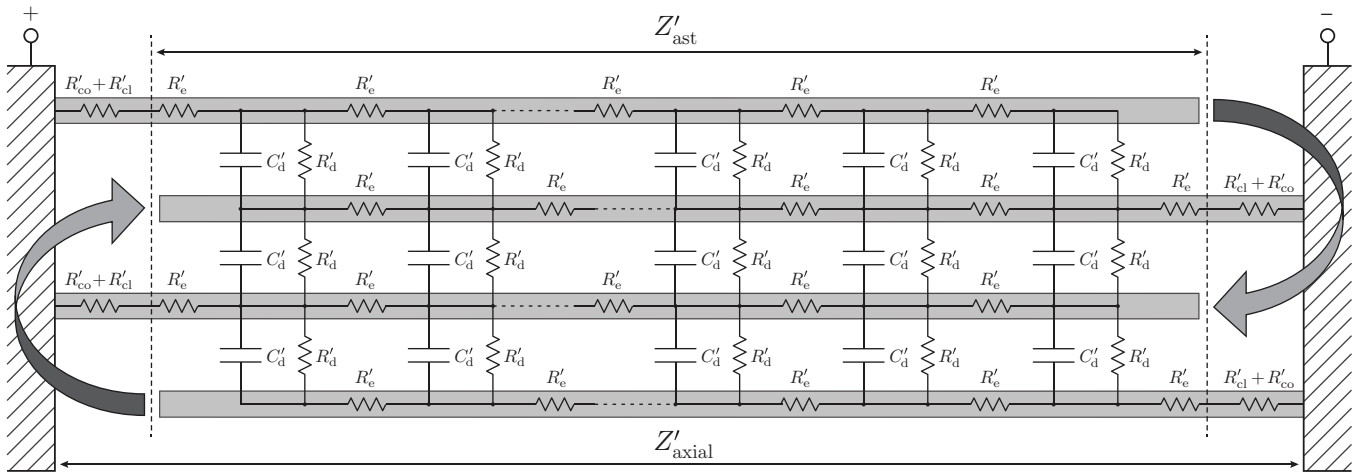 + −
Z′ast
R′co+R′cl R′e R′e R′e R′e R′e
C′d R′d C′d R′d C′d R′d C′d R′d C′d R′d
R′e R′e R′e R′e R′e R′cl+R′co
C′d R′d C′d R′d C′d R′d C′d R′d C′d R′d
R′co+R′cl R′e R′e R′e R′e R′e
C′d R′d C′d R′d C′d R′d C′d R′d C′d R′d
R′e R′e R′e R′e R′e R′cl+R′co
Z′axial